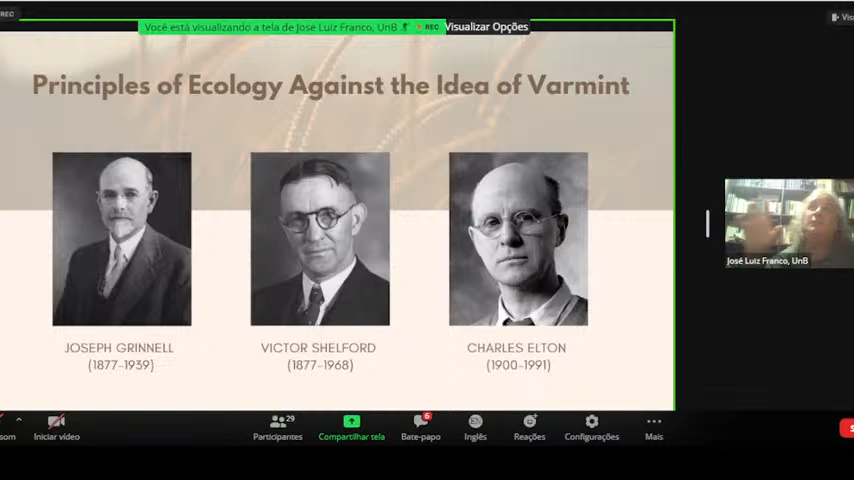 REC
Você está visualizando a tela de José Luiz Franco, UnB
REC
Visualizar Opções
Principles of Ecology Against the Idea of Varmint
JOSEPH GRINNELL
(1877-1939)
VICTOR SHELFORD
(1877-1968)
CHARLES ELTON
(1900-1991)
José Luiz Franco, UnB
som
Iniciar vídeo
29
Participantes
Compartilhar tela
6
Bate-papo
Inglês
Reações
Configurações
Mais